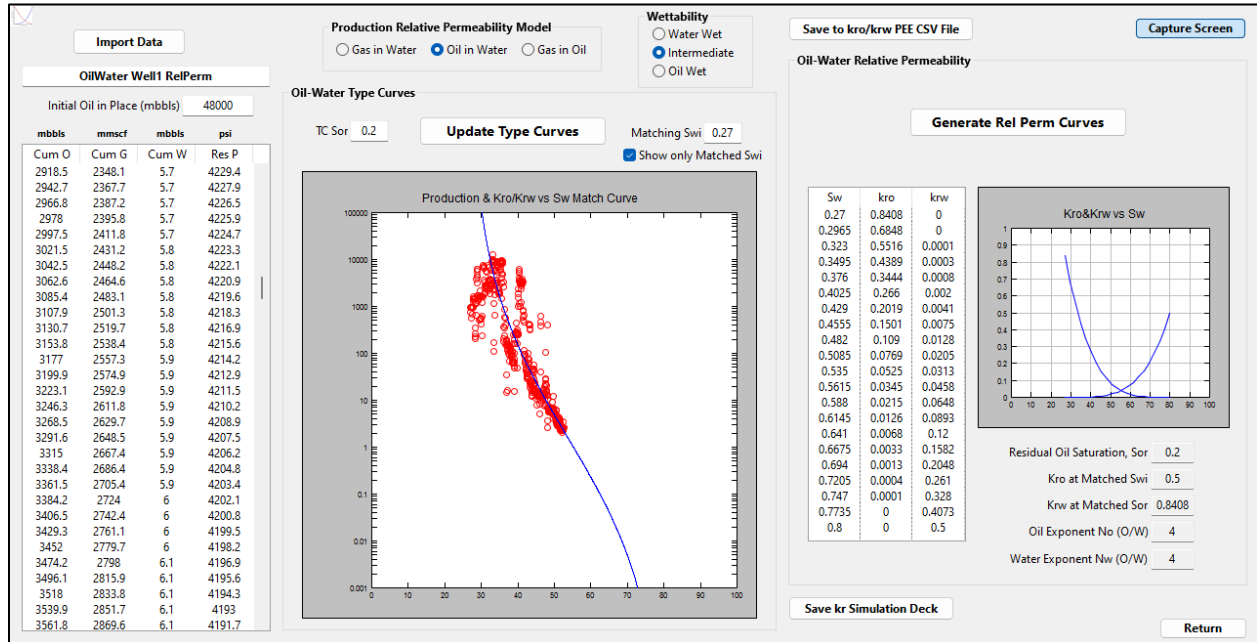 Import Data
OilWater Well1 RelPerm
Initial Oil in Place (mbbls) 48000
mbbls mmscf mbbls psi
Cum O Cum G Cum W Res P
2918.5 2348.1 5.7 4229.4
2942.7 2367.7 5.7 4227.9
2966.8 2387.2 5.7 4226.5
2978 2395.8 5.7 4225.9
2997.5 2411.8 5.7 4224.7
3021.5 2431.2 5.8 4223.3
3042.5 2448.2 5.8 4222.1
3062.6 2464.6 5.8 4220.9
3085.4 2483.1 5.8 4219.6
3107.9 2501.3 5.8 4218.3
3130.7 2519.7 5.8 4216.9
3153.8 2538.4 5.8 4215.6
3177 2557.3 5.9 4214.2
3199.9 2574.9 5.9 4212.9
3223.1 2592.9 5.9 4211.5
3246.3 2611.8 5.9 4210.2
3268.5 2629.7 5.9 4208.9
3291.6 2648.5 5.9 4207.5
3315 2667.4 5.9 4206.2
3338.4 2686.4 5.9 4204.8
3361.5 2705.4 5.9 4203.4
3384.2 2724 6 4202.1
3406.5 2742.4 6 4200.8
3429.3 2761.1 6 4199.5
3452 2779.7 6 4198.2
3474.2 2798 6.1 4196.9
3496.1 2815.9 6.1 4195.6
3518 2833.8 6.1 4194.3
3539.9 2851.7 6.1 4193
3561.8 2869.6 6.1 4191.7
Production Relative Permeability Model
Gas in Water Oil in Water Gas in Oil
Wettability
Water Wet
Intermediate
Oil Wet
Oil-Water Type Curves
TC Sor 0.2
Update Type Curves
Matching Swi 0.27
Show only Matched Swi
Production & Kro/Krw vs Sw Match Curve
100000
10000
1000
100
10
1
0.1
0.01
0.001
0 10 20 30 40 50 60 70 80 90 100
Save to kro/krw PEE CSV File
Capture Screen
Oil-Water Relative Permeability
Generate Rel Perm Curves
Sw kro krw
0.27 0.8408 0
0.2965 0.6848 0
0.323 0.5516 0.0001
0.3495 0.4389 0.0003
0.376 0.3444 0.0008
0.4025 0.266 0.002
0.429 0.2019 0.0041
0.4555 0.1501 0.0075
0.482 0.109 0.0128
0.5085 0.0769 0.0205
0.535 0.0525 0.0313
0.5615 0.0345 0.0458
0.588 0.0215 0.0648
0.6145 0.0126 0.0893
0.641 0.0068 0.12
0.6675 0.0033 0.1582
0.694 0.0013 0.2048
0.7205 0.0004 0.261
0.747 0.0001 0.328
0.7735 0 0.4073
0.8 0 0.5
Kro&Krw vs Sw
1
0.9
0.8
0.7
0.6
0.5
0.4
0.3
0.2
0.1
0
0 10 20 30 40 50 60 70 80 90 100
Residual Oil Saturation, Sor 0.2
Kro at Matched Swi 0.5
Krw at Matched Sor 0.8408
Oil Exponent No (O/W) 4
Water Exponent Nw (O/W) 4
Save kr Simulation Deck
Return